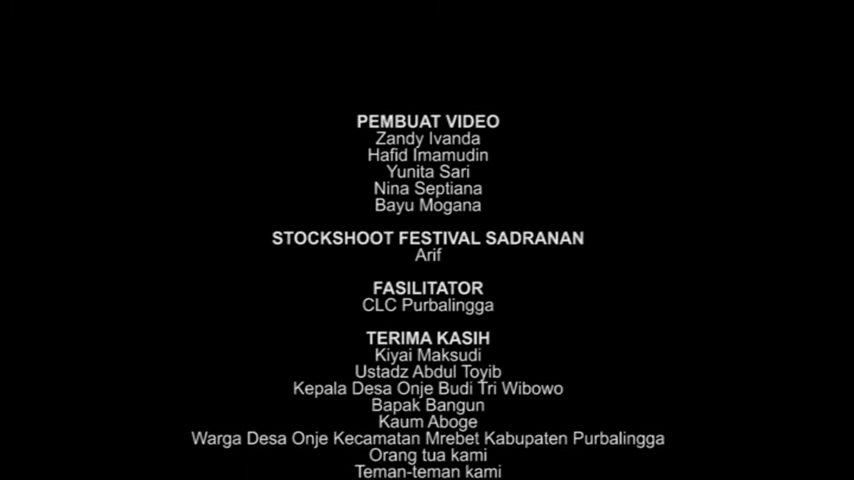 PEMBUAT VIDEO
Zandy Ivanda
Hafid Imamudin
Yunita Sari
Nina Septiana
Bayu Mogana
STOCKSHOOT FESTIVAL SADRANAN
Arif
FASILITATOR
CLC Purbalingga
TERIMA KASIH
Kiyai Maksudi
Ustadz Abdul Toyib
Kepala Desa Onje Budi Tri Wibowo
Bapak Bangun
Kaum Aboge
Warga Desa Onje Kecamatan Mrebet Kabupaten Purbalingga
Orang tua kami
Teman-teman kami